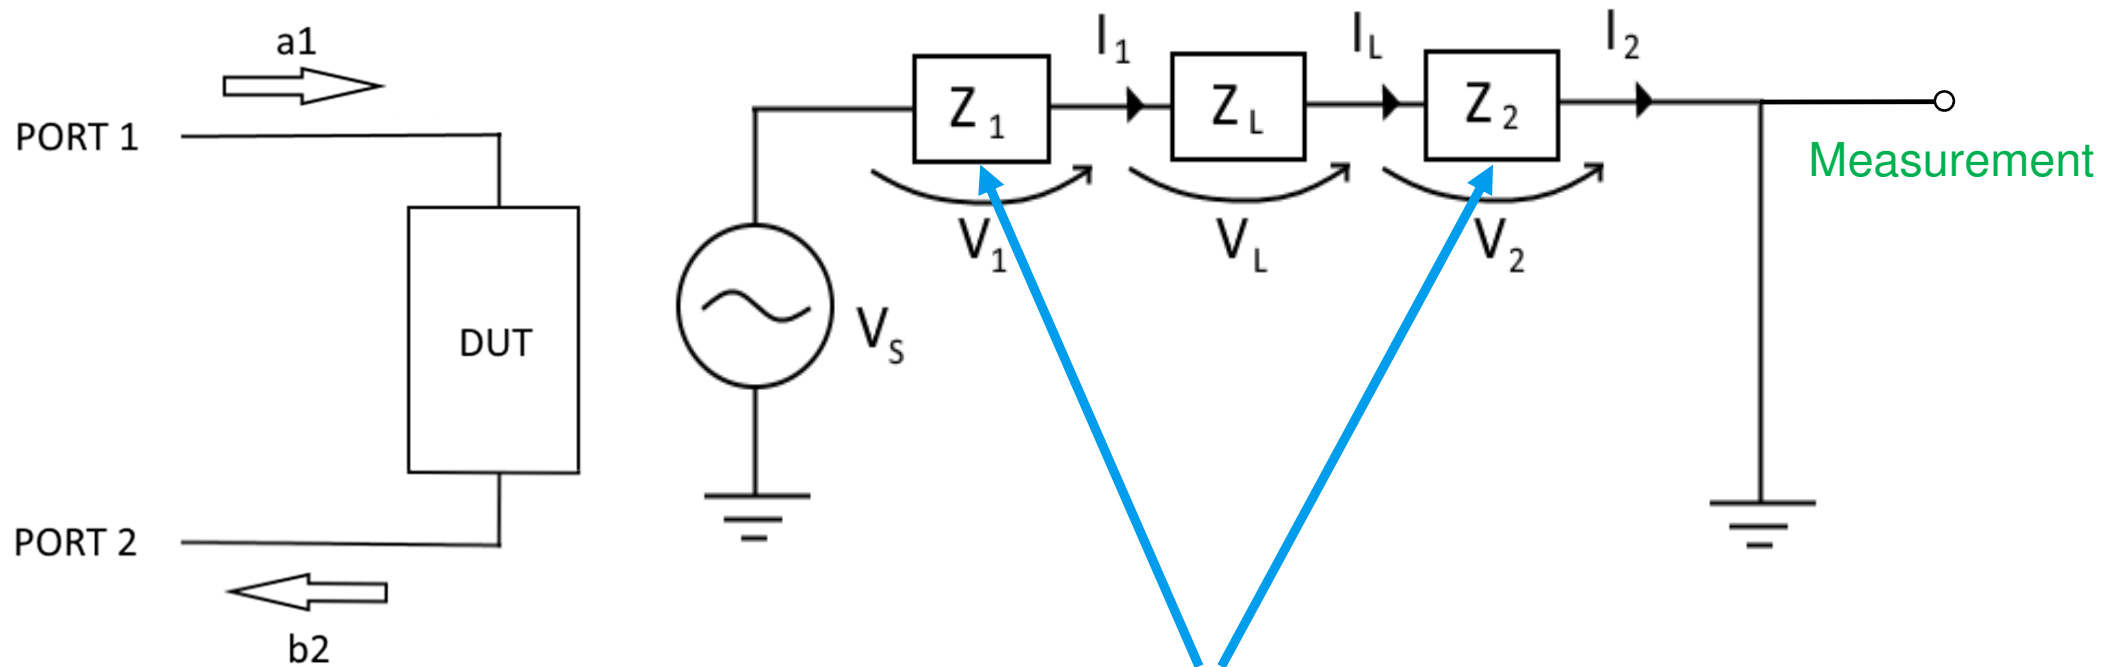 a1
PORT 1
DUT
PORT 2
b2
I1
IL
I2
Z1
ZL
Z2
Measurement
V1
VL
V2
VS